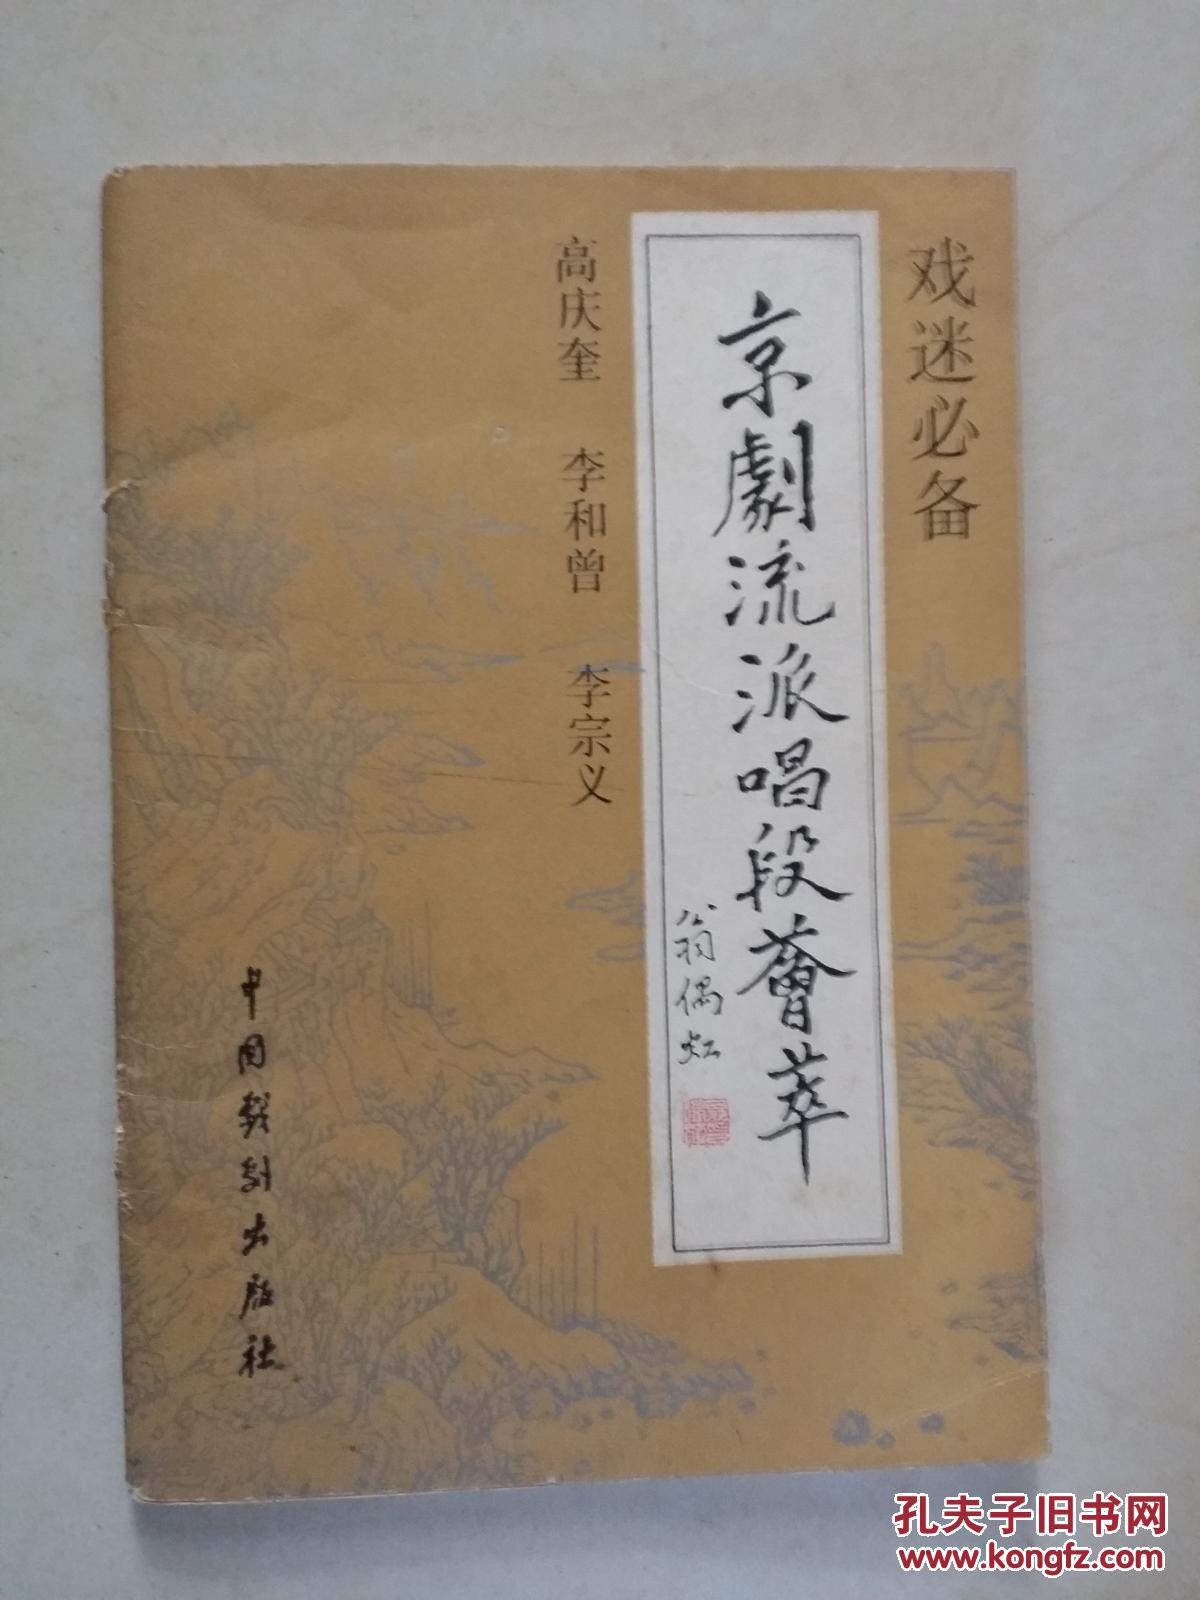 戏迷必备
京劇流派唱段薈萃
翁偶虹
高庆奎 李和曾 李宗义
中国戏剧出版社
孔夫子旧书网
www.kongfz.com